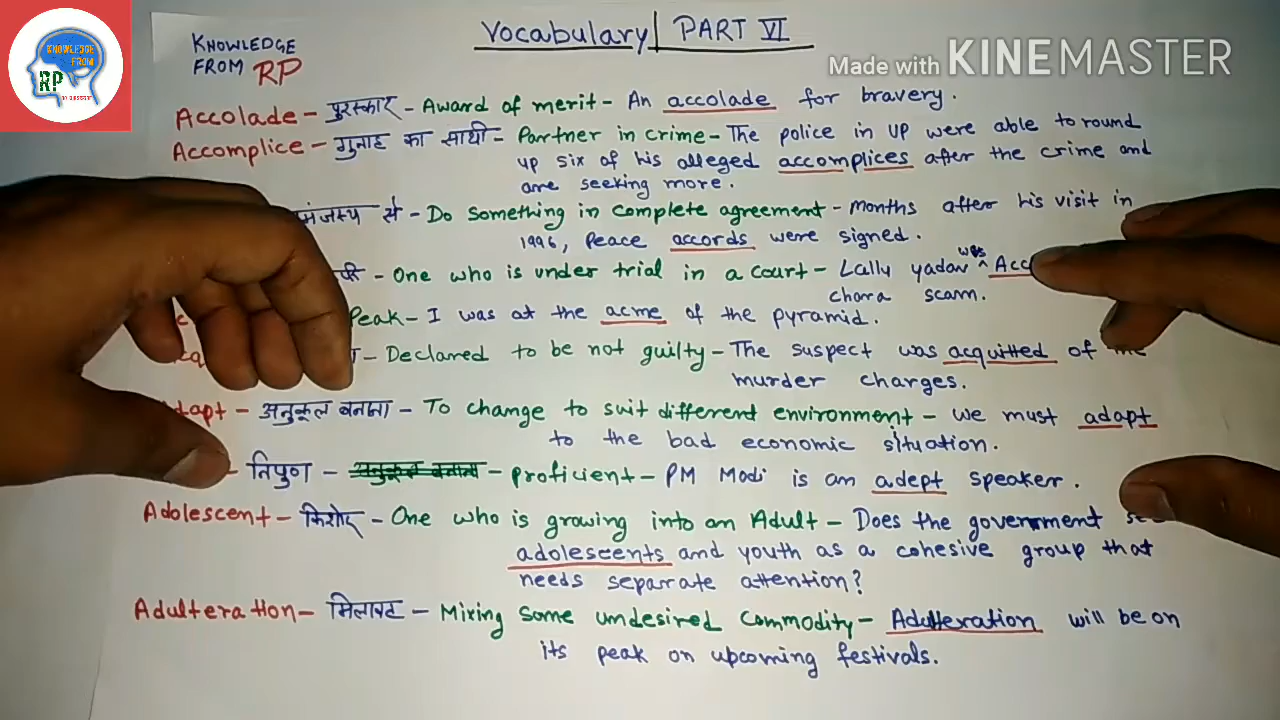 Vocabulary | PART VI
KNOWLEDGE
FROM RP
KNOWLEDGE
FROM
RP
Made with KINEMASTER
Accolade - पुरस्कार - Award of merit - An accolade for bravery.
Accomplice - गुनाह का साथी - Partner in crime - The police in UP were able to round
up six of his alleged accomplices after the crime and
are seeking more.
से - Do something in complete agreement - Months after his visit in
1996, Peace accords were signed.
- One who is under trial in a court - Lally yadav was
chara scam.
Peak - I was at the acme of the pyramid.
- Declared to be not guilty - The suspect was acquitted of
murder charges.
- अनुकूल बनाना - To change to suit different environment - we must adapt
to the bad economic situation.
- निपुण - अनुकूल बनाना - proficient - PM Modi is an adept speaker.
Adolescent - किशोर - One who is growing into an Adult - Does the government
adolescents and youth as a cohesive group that
needs separate attention?
Adulteration - मिलावट - Mixing some undesired commodity - Adulteration will be on
its peak on upcoming festivals.